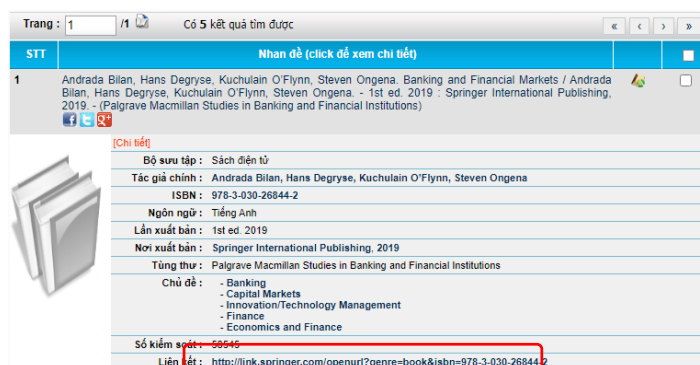 Trang : 1 /1 Có 5 kết quả tìm được « ‹ › »
STT Nhan đề (click để xem chi tiết)
1 Andrada Bilan, Hans Degryse, Kuchulain O'Flynn, Steven Ongena. Banking and Financial Markets / Andrada
Bilan, Hans Degryse, Kuchulain O'Flynn, Steven Ongena. - 1st ed. 2019 : Springer International Publishing,
2019. - (Palgrave Macmillan Studies in Banking and Financial Institutions)
[Chi tiết]
Bộ sưu tập : Sách điện tử
Tác giả chính : Andrada Bilan, Hans Degryse, Kuchulain O'Flynn, Steven Ongena
ISBN : 978-3-030-26844-2
Ngôn ngữ : Tiếng Anh
Lần xuất bản : 1st ed. 2019
Nơi xuất bản : Springer International Publishing, 2019
Tùng thư : Palgrave Macmillan Studies in Banking and Financial Institutions
Chủ đề : - Banking
- Capital Markets
- Innovation/Technology Management
- Finance
- Economics and Finance
Số kiểm soát : 58545
Liên kết : http://link.springer.com/openurl?genre=book&isbn=978-3-030-26844-2